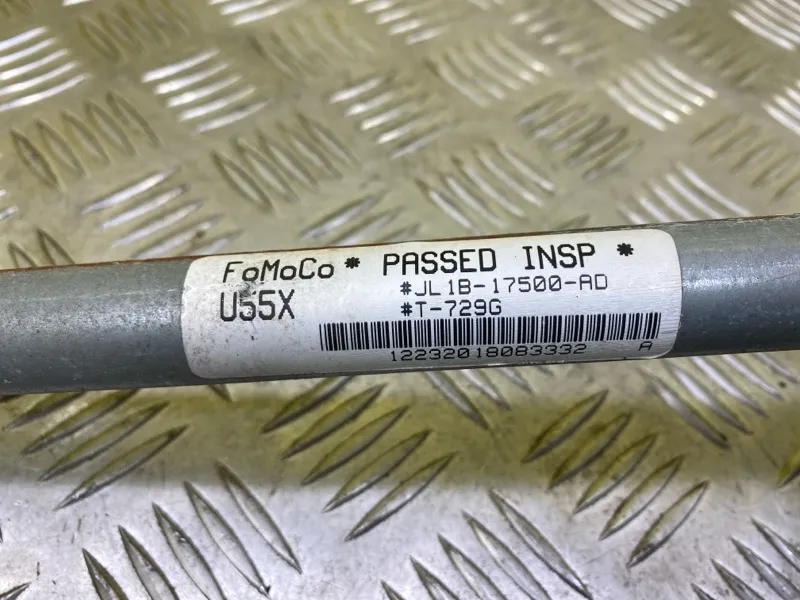 FoMoCo * PASSED INSP *
U55X #JL1B-17500-AD
#T-729G
12232018083332 A